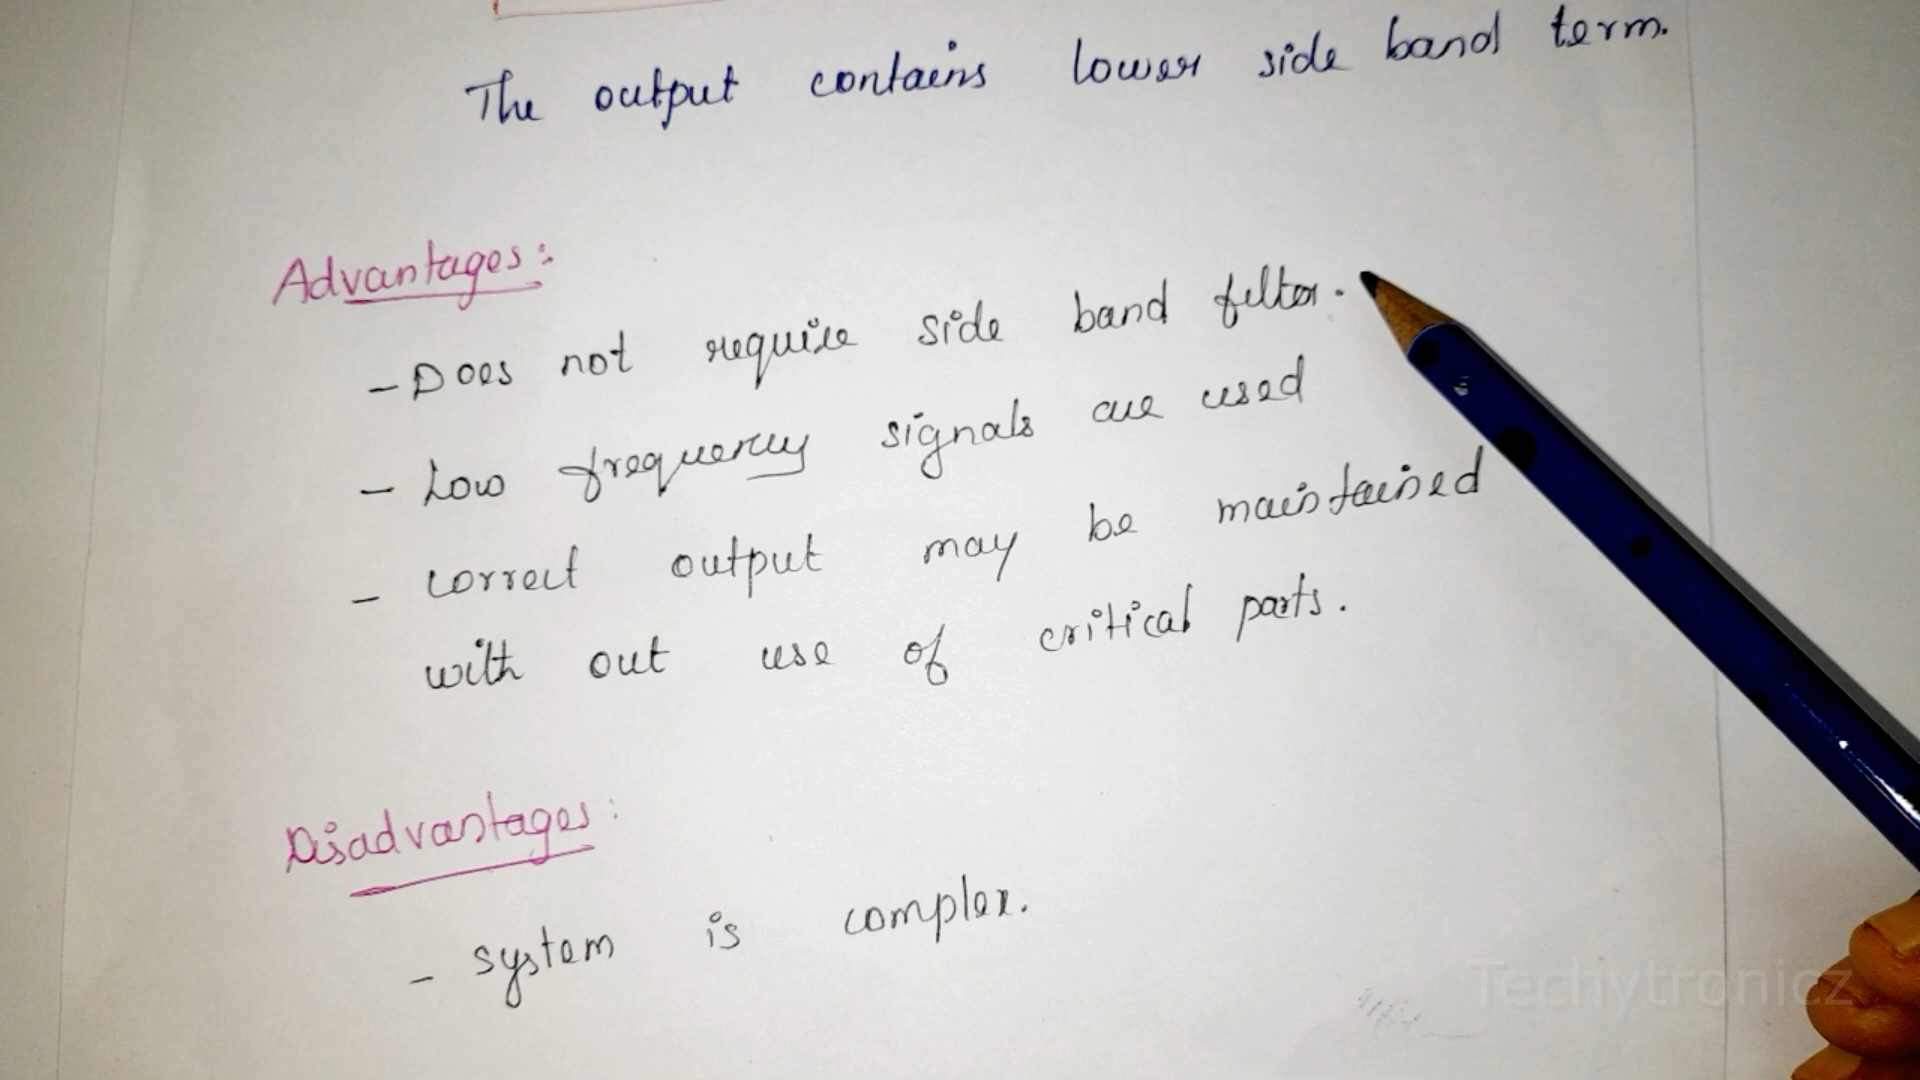 The output contains lower side band term.
Advantages:
- Does not require side band filter.
- Low frequency signals are used
- correct output may be maintained
with out use of critical parts.
Disadvantages:
- system is complex.
Techytronicz